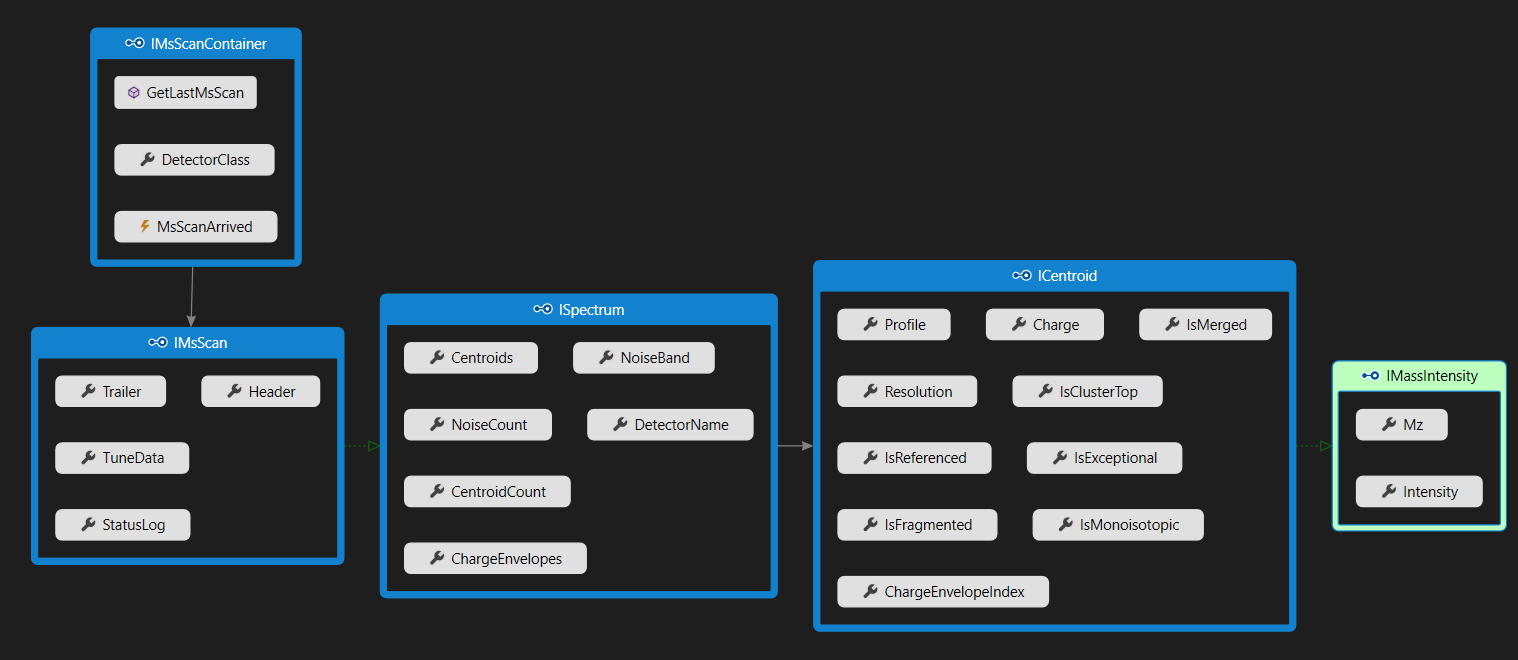 IMsScanContainer
GetLastMsScan
DetectorClass
MsScanArrived
IMsScan
Trailer
Header
TuneData
StatusLog
ISpectrum
Centroids
NoiseBand
NoiseCount
DetectorName
CentroidCount
ChargeEnvelopes
ICentroid
Profile
Charge
IsMerged
Resolution
IsClusterTop
IsReferenced
IsExceptional
IsFragmented
IsMonoisotopic
ChargeEnvelopeIndex
IMassIntensity
Mz
Intensity